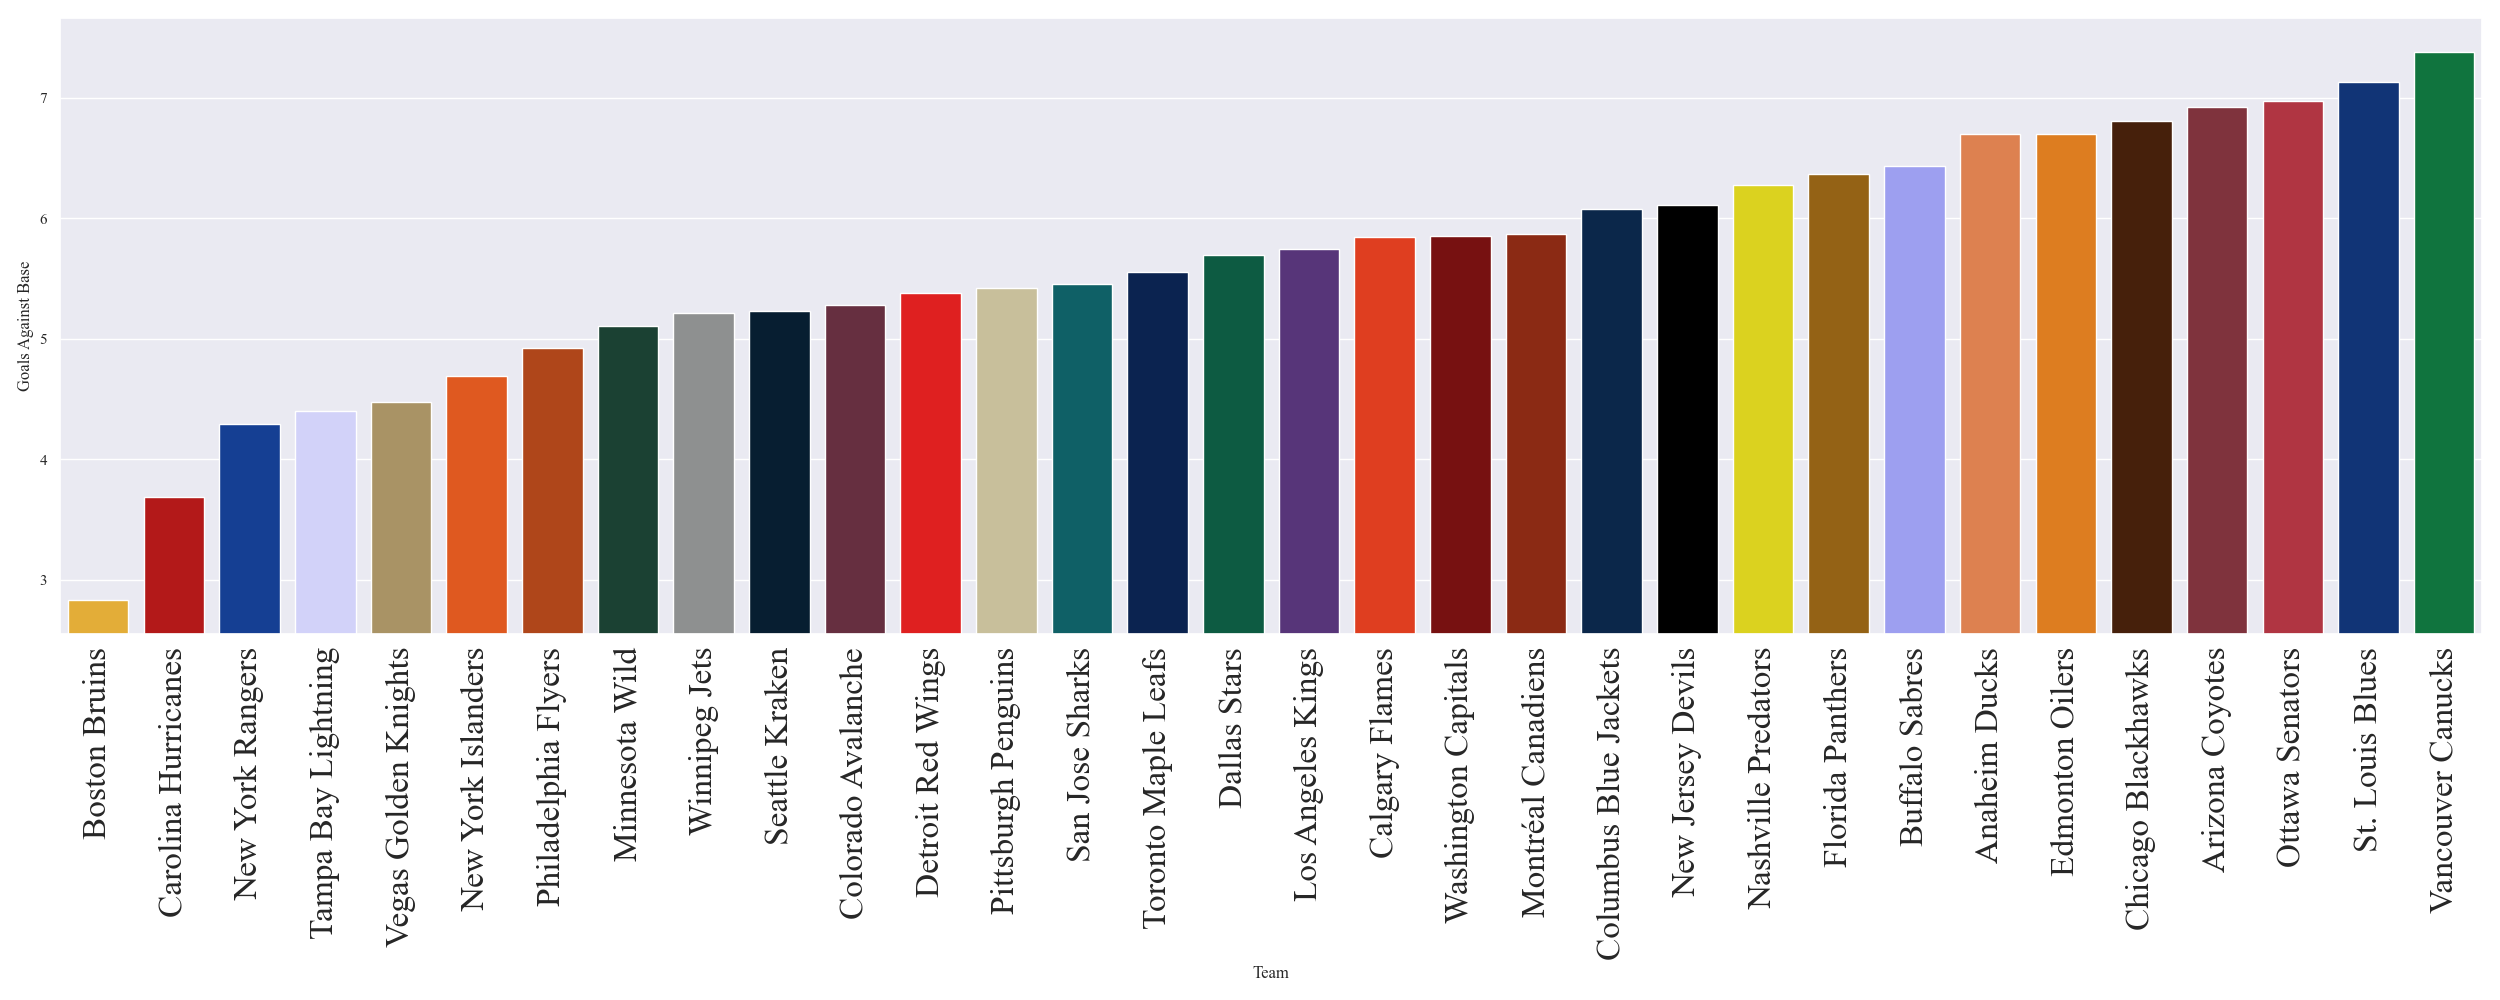 Goals Against Base
7
6
5
4
3
Boston Bruins
Carolina Hurricanes
New York Rangers
Tampa Bay Lightning
Vegas Golden Knights
New York Islanders
Philadelphia Flyers
Minnesota Wild
Winnipeg Jets
Seattle Kraken
Colorado Avalanche
Detroit Red Wings
Pittsburgh Penguins
San Jose Sharks
Toronto Maple Leafs
Dallas Stars
Los Angeles Kings
Calgary Flames
Washington Capitals
Montréal Canadiens
Columbus Blue Jackets
New Jersey Devils
Nashville Predators
Florida Panthers
Buffalo Sabres
Anaheim Ducks
Edmonton Oilers
Chicago Blackhawks
Arizona Coyotes
Ottawa Senators
St. Louis Blues
Vancouver Canucks
Team